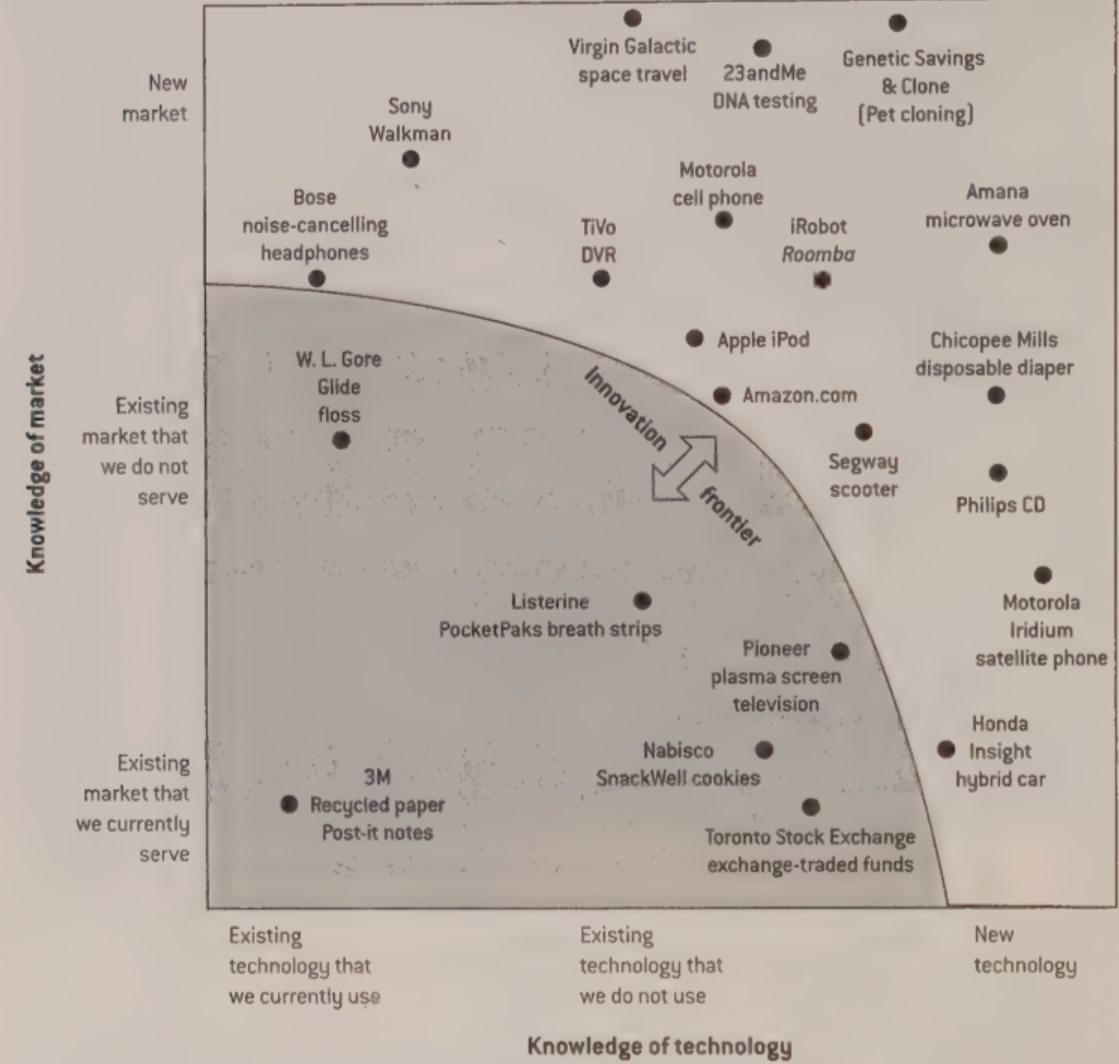 Virgin Galactic
space travel
23andMe
DNA testing
Genetic Savings
& Clone
(Pet cloning)
New
market
Sony
Walkman
Motorola
cell phone
Bose
noise-cancelling
headphones
TiVo
DVR
iRobot
Roomba
Amana
microwave oven
Apple iPod
Chicopee Mills
disposable diaper
W. L. Gore
Glide
floss
Innovation
frontier
Amazon.com
Existing
market that
we do not
serve
Segway
scooter
Philips CD
Knowledge of market
Listerine
PocketPaks breath strips
Motorola
Iridium
satellite phone
Pioneer
plasma screen
television
Honda
Insight
hybrid car
Nabisco
SnackWell cookies
Existing
market that
we currently
serve
3M
Recycled paper
Post-it notes
Toronto Stock Exchange
exchange-traded funds
Existing
technology that
we currently use
Existing
technology that
we do not use
New
technology
Knowledge of technology